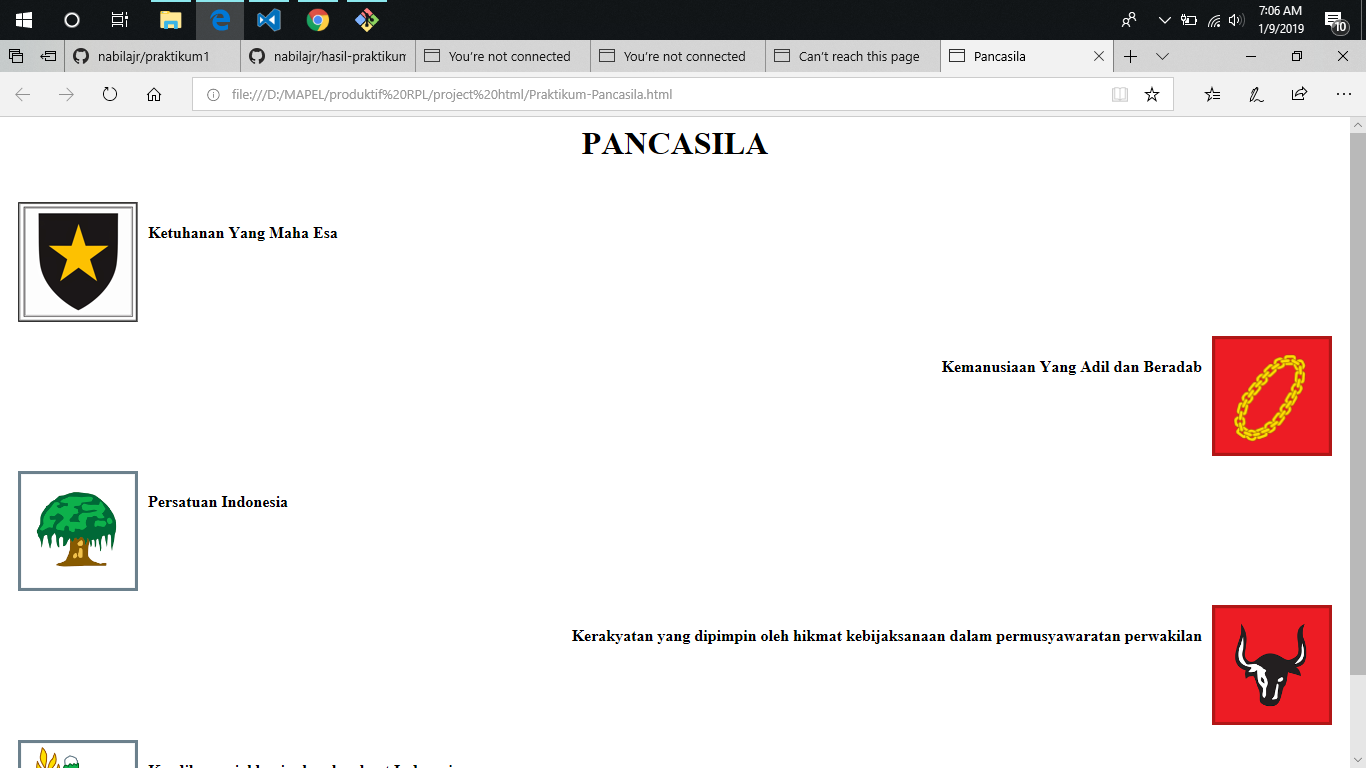 7:06 AM
1/9/2019
10
nabilajr/praktikum1
nabilajr/hasil-praktikum
You're not connected
You're not connected
Can't reach this page
Pancasila
file:///D:/MAPEL/produktif%20RPL/project%20html/Praktikum-Pancasila.html
PANCASILA
Ketuhanan Yang Maha Esa
Kemanusiaan Yang Adil dan Beradab
Persatuan Indonesia
Kerakyatan yang dipimpin oleh hikmat kebijaksanaan dalam permusyawaratan perwakilan